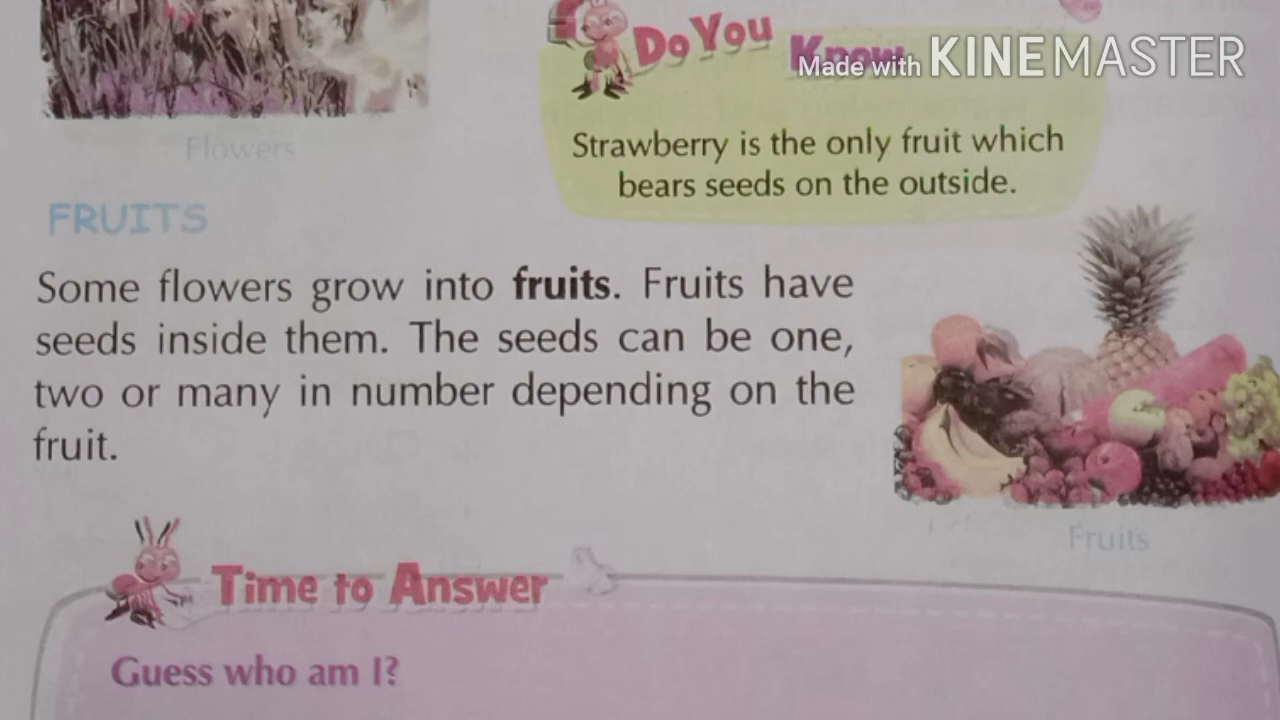 Do You Know
Made with KINEMASTER
Strawberry is the only fruit which
bears seeds on the outside.
Flowers
FRUITS
Some flowers grow into fruits. Fruits have
seeds inside them. The seeds can be one,
two or many in number depending on the
fruit.
Fruits
Time to Answer
Guess who am I?